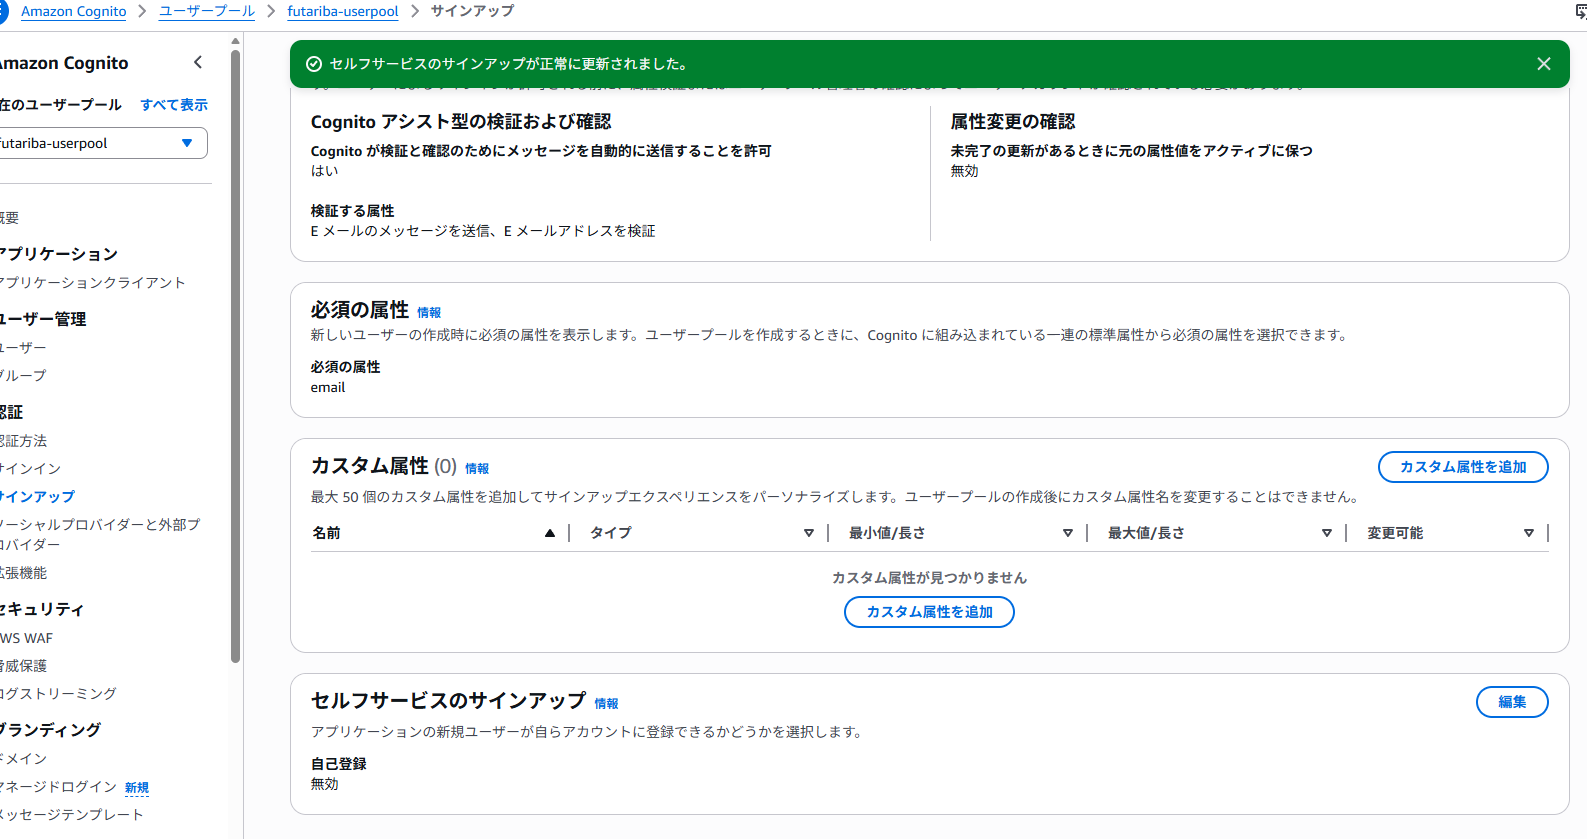 Amazon Cognito
ユーザープール
futariba-userpool
サインアップ
Amazon Cognito
在のユーザープール
すべて表示
futariba-userpool
概要
アプリケーション
アプリケーションクライアント
ユーザー管理
ユーザー
グループ
認証
認証方法
サインイン
サインアップ
ソーシャルプロバイダーと外部プ
ロバイダー
拡張機能
セキュリティ
WS WAF
脅威保護
ログストリーミング
ブランディング
ドメイン
マネージドログイン 新規
メッセージテンプレート
セルフサービスのサインアップが正常に更新されました。
Cognito アシスト型の検証および確認
Cognito が検証と確認のためにメッセージを自動的に送信することを許可
はい
検証する属性
E メールのメッセージを送信、E メールアドレスを検証
属性変更の確認
未完了の更新があるときに元の属性値をアクティブに保つ
無効
必須の属性 情報
新しいユーザーの作成時に必須の属性を表示します。ユーザープールを作成するときに、Cognito に組み込まれている一連の標準属性から必須の属性を選択できます。
必須の属性
email
カスタム属性 (0) 情報
カスタム属性を追加
最大 50 個のカスタム属性を追加してサインアップエクスペリエンスをパーソナライズします。ユーザープールの作成後にカスタム属性名を変更することはできません。
名前 タイプ 最小値/長さ 最大値/長さ 変更可能
カスタム属性が見つかりません
カスタム属性を追加
セルフサービスのサインアップ 情報
編集
アプリケーションの新規ユーザーが自らアカウントに登録できるかどうかを選択します。
自己登録
無効